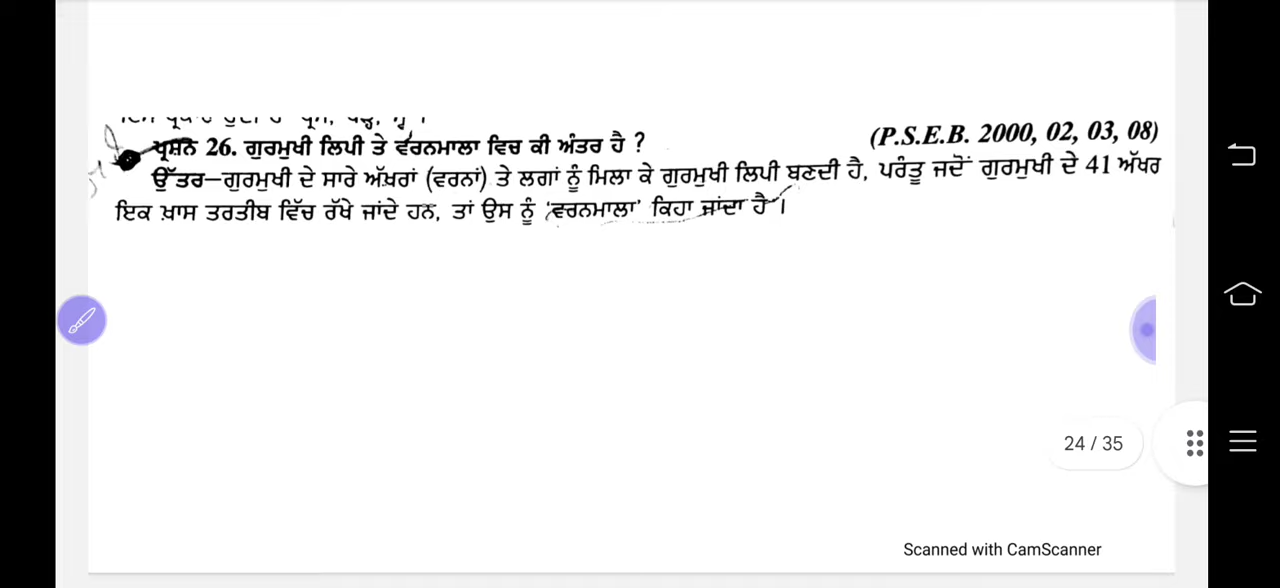 ਪ੍ਰਸ਼ਨ 26. ਗੁਰਮੁਖੀ ਲਿਪੀ ਤੇ ਵਰਨਮਾਲਾ ਵਿਚ ਕੀ ਅੰਤਰ ਹੈ ? (P.S.E.B. 2000, 02, 03, 08)
ਉੱਤਰ—ਗੁਰਮੁਖੀ ਦੇ ਸਾਰੇ ਅੱਖ਼ਰਾਂ (ਵਰਨਾਂ) ਤੇ ਲਗਾਂ ਨੂੰ ਮਿਲਾ ਕੇ ਗੁਰਮੁਖੀ ਲਿਪੀ ਬਣਦੀ ਹੈ, ਪਰੰਤੂ ਜਦੋਂ ਗੁਰਮੁਖੀ ਦੇ 41 ਅੱਖਰ
ਇਕ ਖ਼ਾਸ ਤਰਤੀਬ ਵਿੱਚ ਰੱਖੇ ਜਾਂਦੇ ਹਨ, ਤਾਂ ਉਸ ਨੂੰ 'ਵਰਨਮਾਲਾ' ਕਿਹਾ ਜਾਂਦਾ ਹੈ ।
24 / 35
Scanned with CamScanner